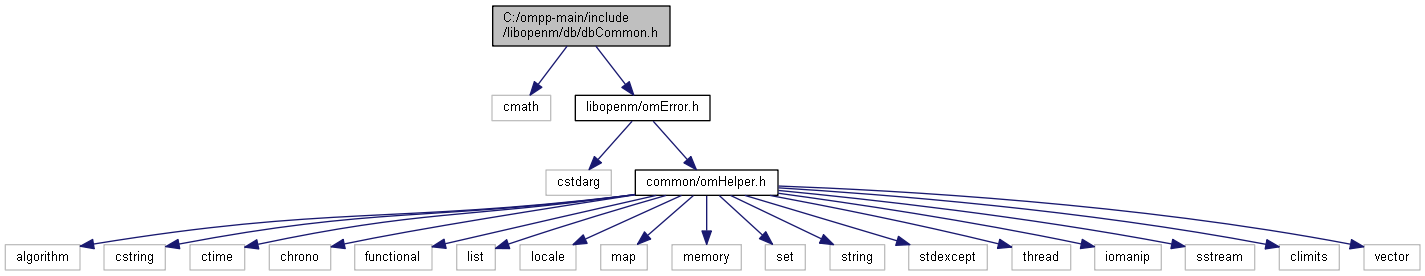 C:/ompp-main/include
/libopenm/db/dbCommon.h
cmath
libopenm/omError.h
cstdarg
common/omHelper.h
algorithm
cstring
ctime
chrono
functional
list
locale
map
memory
set
string
stdexcept
thread
iomanip
sstream
climits
vector